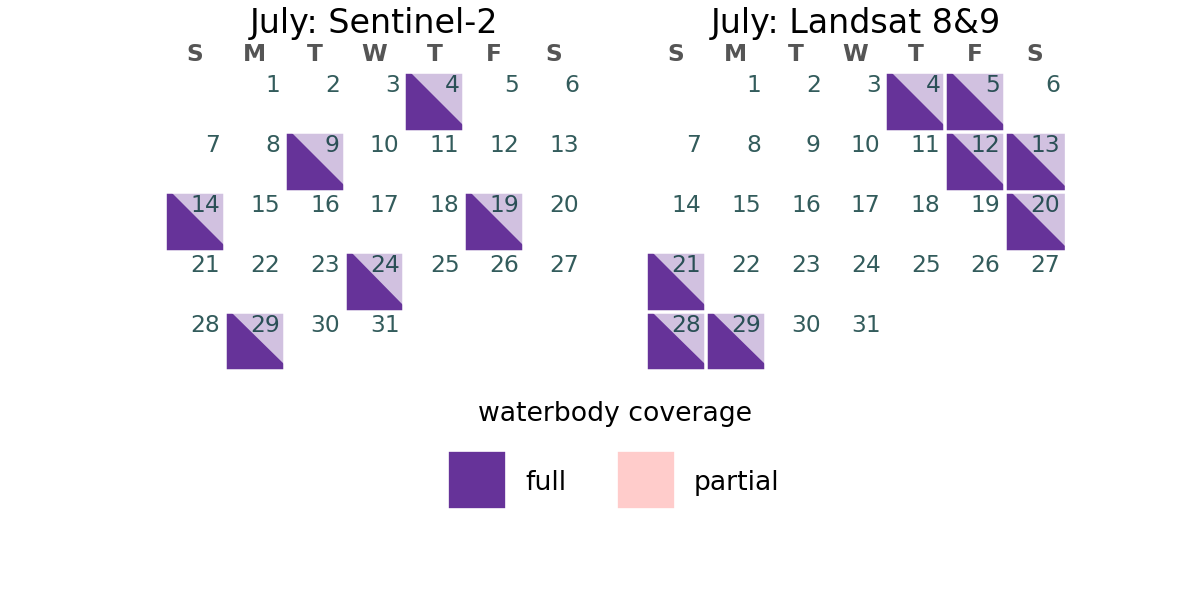 July: Sentinel-2
S M T W T F S
1 2 3 4 5 6
7 8 9 10 11 12 13
14 15 16 17 18 19 20
21 22 23 24 25 26 27
28 29 30 31
July: Landsat 8&9
S M T W T F S
1 2 3 4 5 6
7 8 9 10 11 12 13
14 15 16 17 18 19 20
21 22 23 24 25 26 27
28 29 30 31
waterbody coverage
full partial